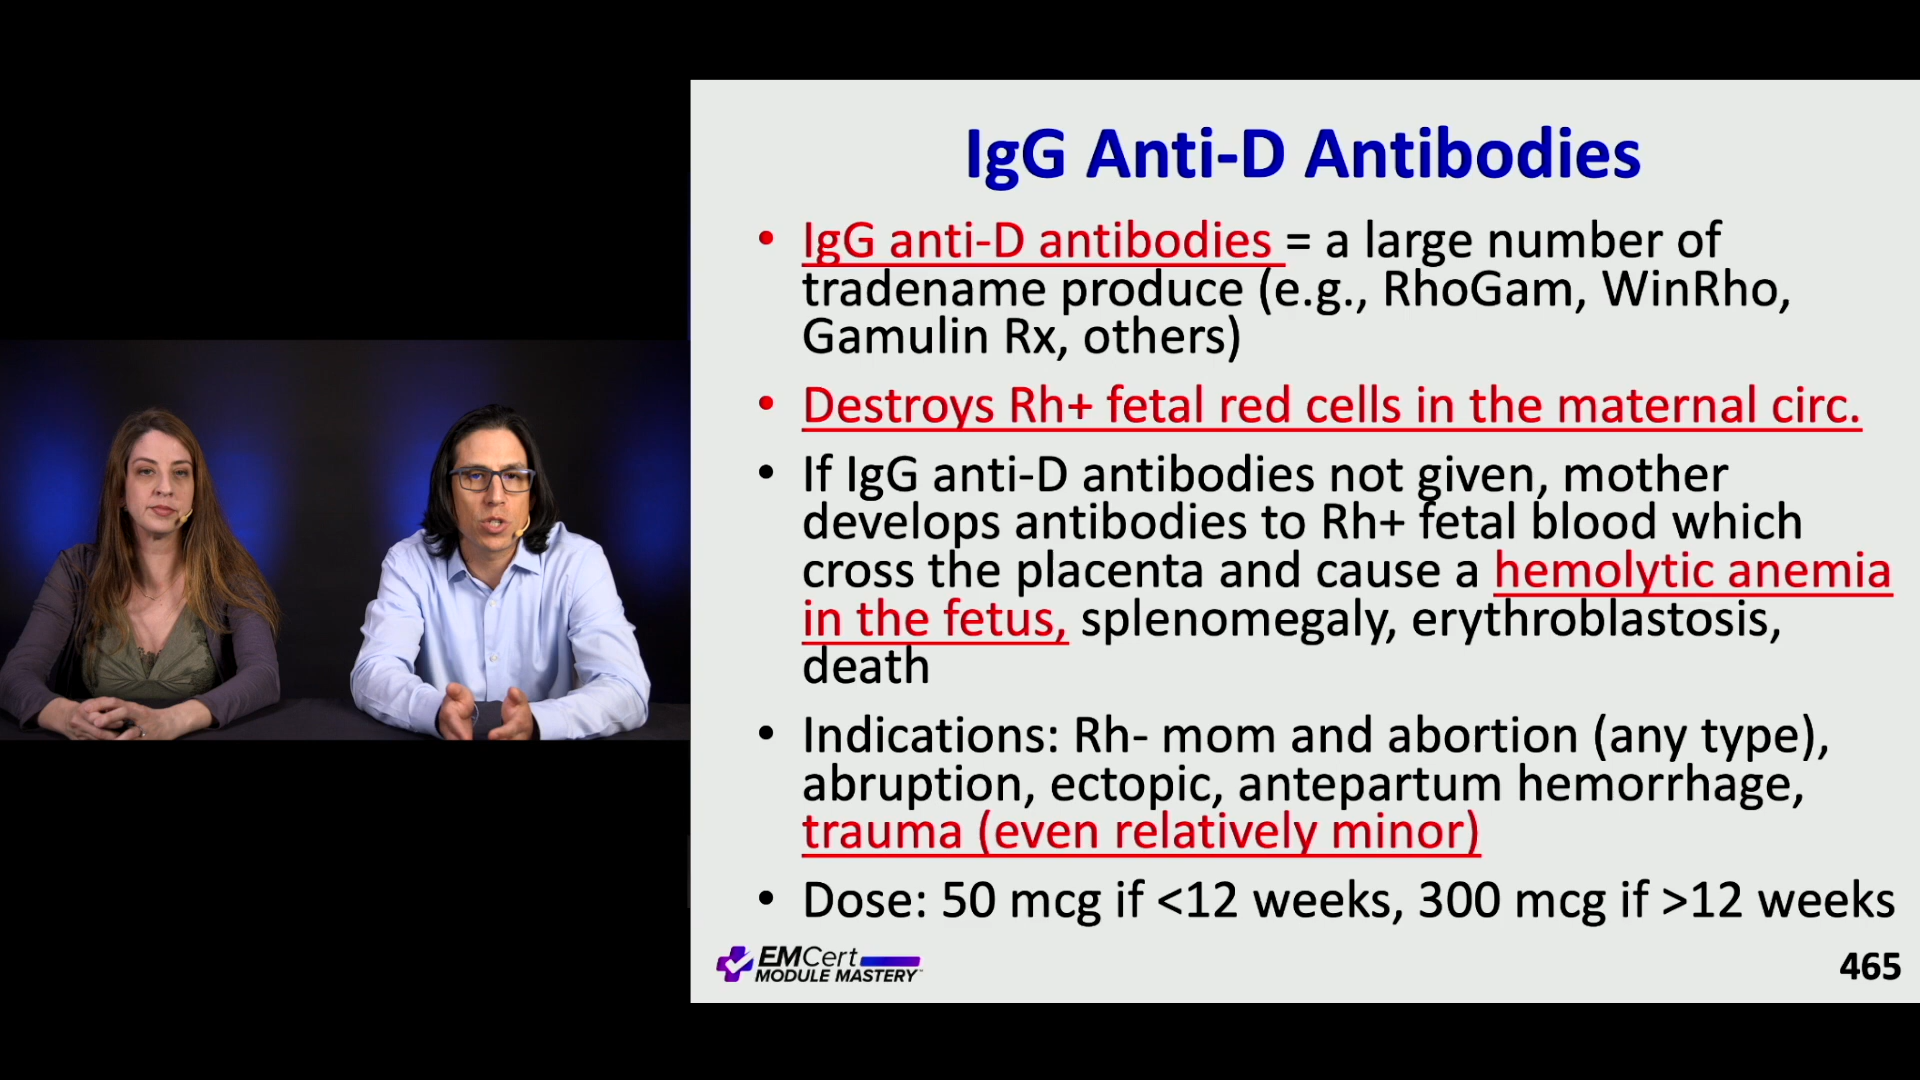 IgG Anti-D Antibodies
• IgG anti-D antibodies = a large number of
tradename produce (e.g., RhoGam, WinRho,
Gamulin Rx, others)
• Destroys Rh+ fetal red cells in the maternal circ.
• If IgG anti-D antibodies not given, mother
develops antibodies to Rh+ fetal blood which
cross the placenta and cause a hemolytic anemia
in the fetus, splenomegaly, erythroblastosis,
death
• Indications: Rh- mom and abortion (any type),
abruption, ectopic, antepartum hemorrhage,
trauma (even relatively minor)
• Dose: 50 mcg if <12 weeks, 300 mcg if >12 weeks
EMCert
MODULE MASTERY
465